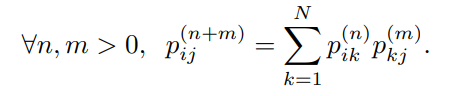 ∀n, m > 0, p_{ij}^{(n+m)} = \sum_{k=1}^{N} p_{ik}^{(n)} p_{kj}^{(m)}.